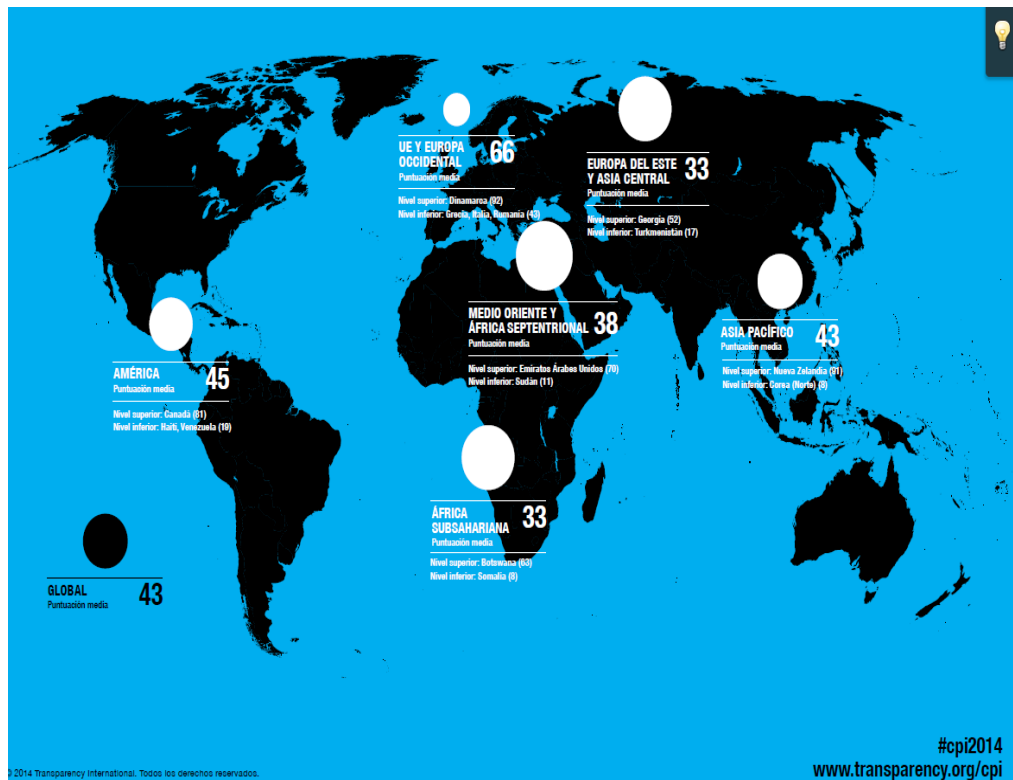 UE Y EUROPA
OCCIDENTAL 66
Puntuación media
Nivel superior: Dinamarca (92)
Nivel inferior: Grecia, Italia, Rumania (43)
EUROPA DEL ESTE
Y ASIA CENTRAL 33
Puntuación media
Nivel superior: Georgia (52)
Nivel inferior: Turkmenistán (17)
MEDIO ORIENTE Y
ÁFRICA SEPTENTRIONAL 38
Puntuación media
Nivel superior: Emiratos Árabes Unidos (70)
Nivel inferior: Sudán (11)
ASIA PACÍFICO 43
Puntuación media
Nivel superior: Nueva Zelandia (91)
Nivel inferior: Corea (Norte) (8)
AMÉRICA 45
Puntuación media
Nivel superior: Canadá (81)
Nivel inferior: Haití, Venezuela (19)
ÁFRICA
SUBSAHARIANA 33
Puntuación media
Nivel superior: Botswana (63)
Nivel inferior: Somalia (8)
GLOBAL 43
Puntuación media
#cpi2014
www.transparency.org/cpi
© 2014 Transparency International. Todos los derechos reservados.